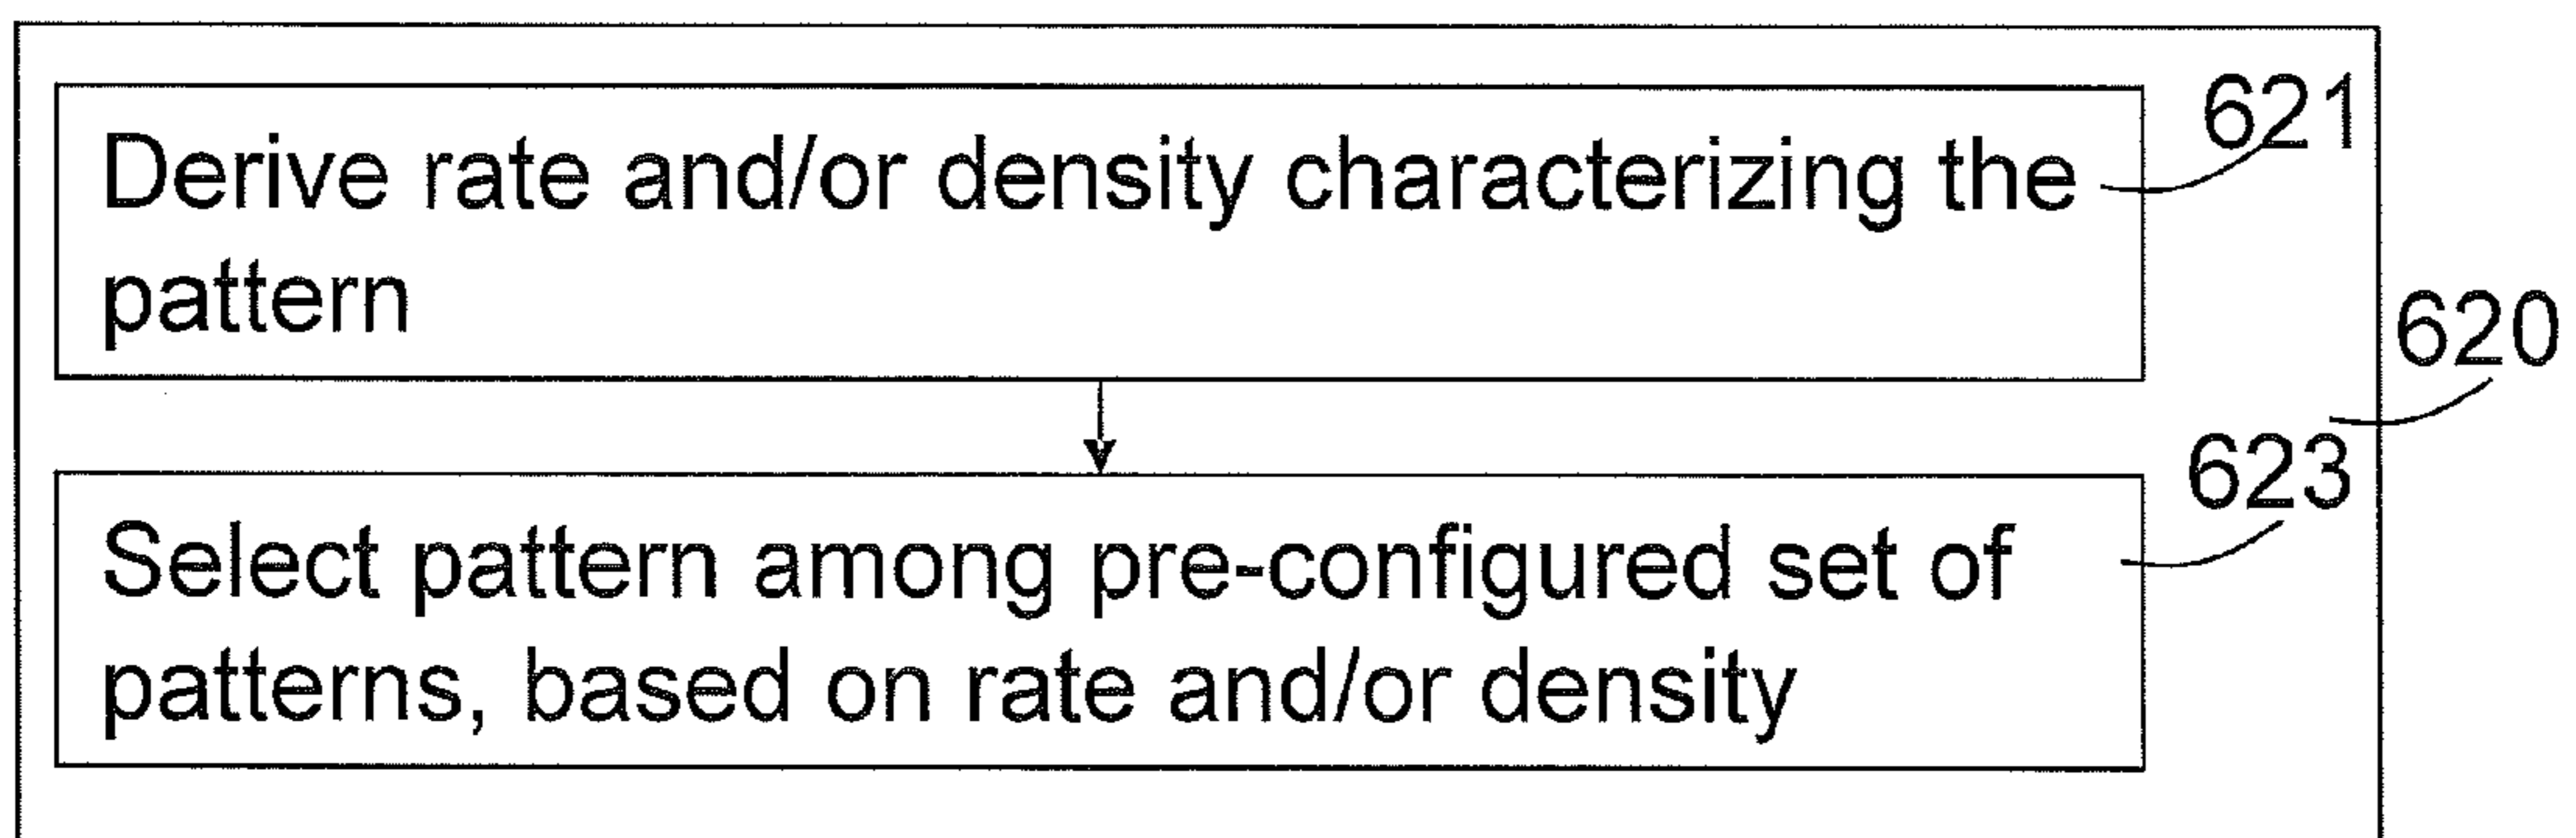 621
Derive rate and/or density characterizing the
pattern
620
623
Select pattern among pre-configured set of
patterns, based on rate and/or density